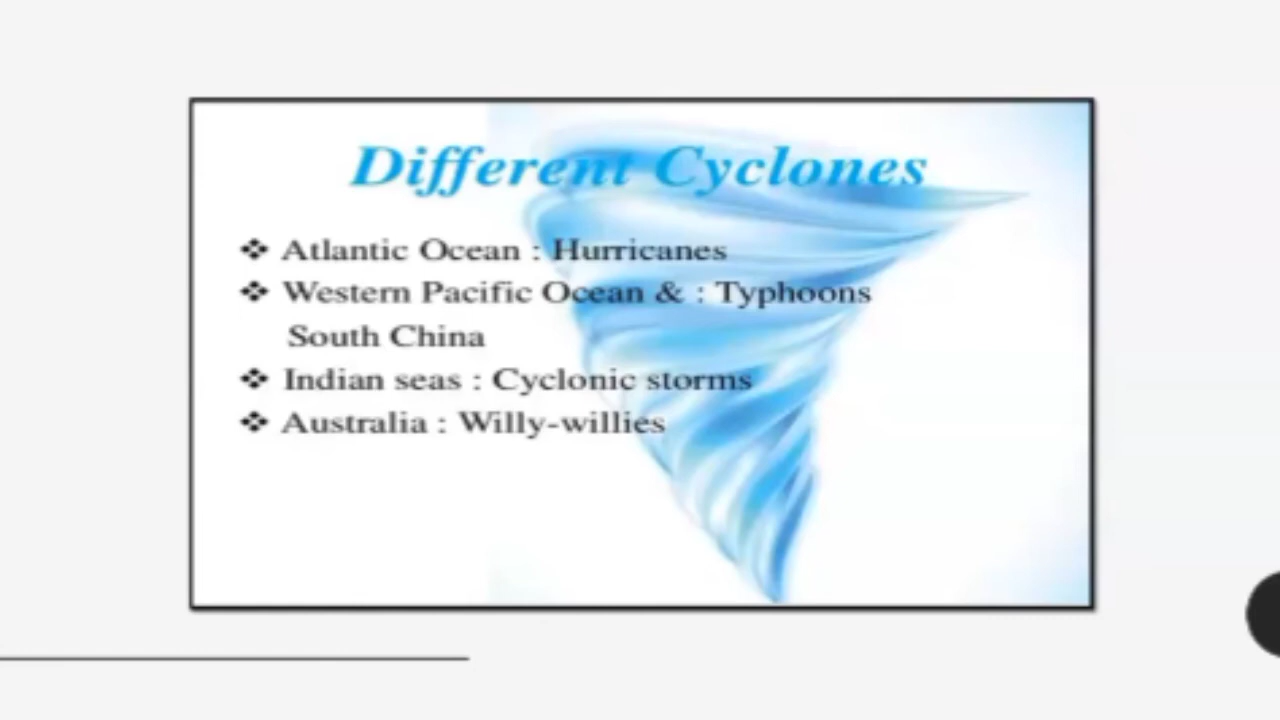 Different Cyclones
❖ Atlantic Ocean : Hurricanes
❖ Western Pacific Ocean & : Typhoons
South China
❖ Indian seas : Cyclonic storms
❖ Australia : Willy-willies